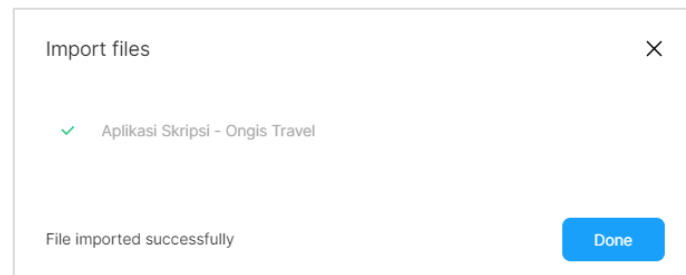 Import files
Aplikasi Skripsi - Ongis Travel
File imported successfully
Done